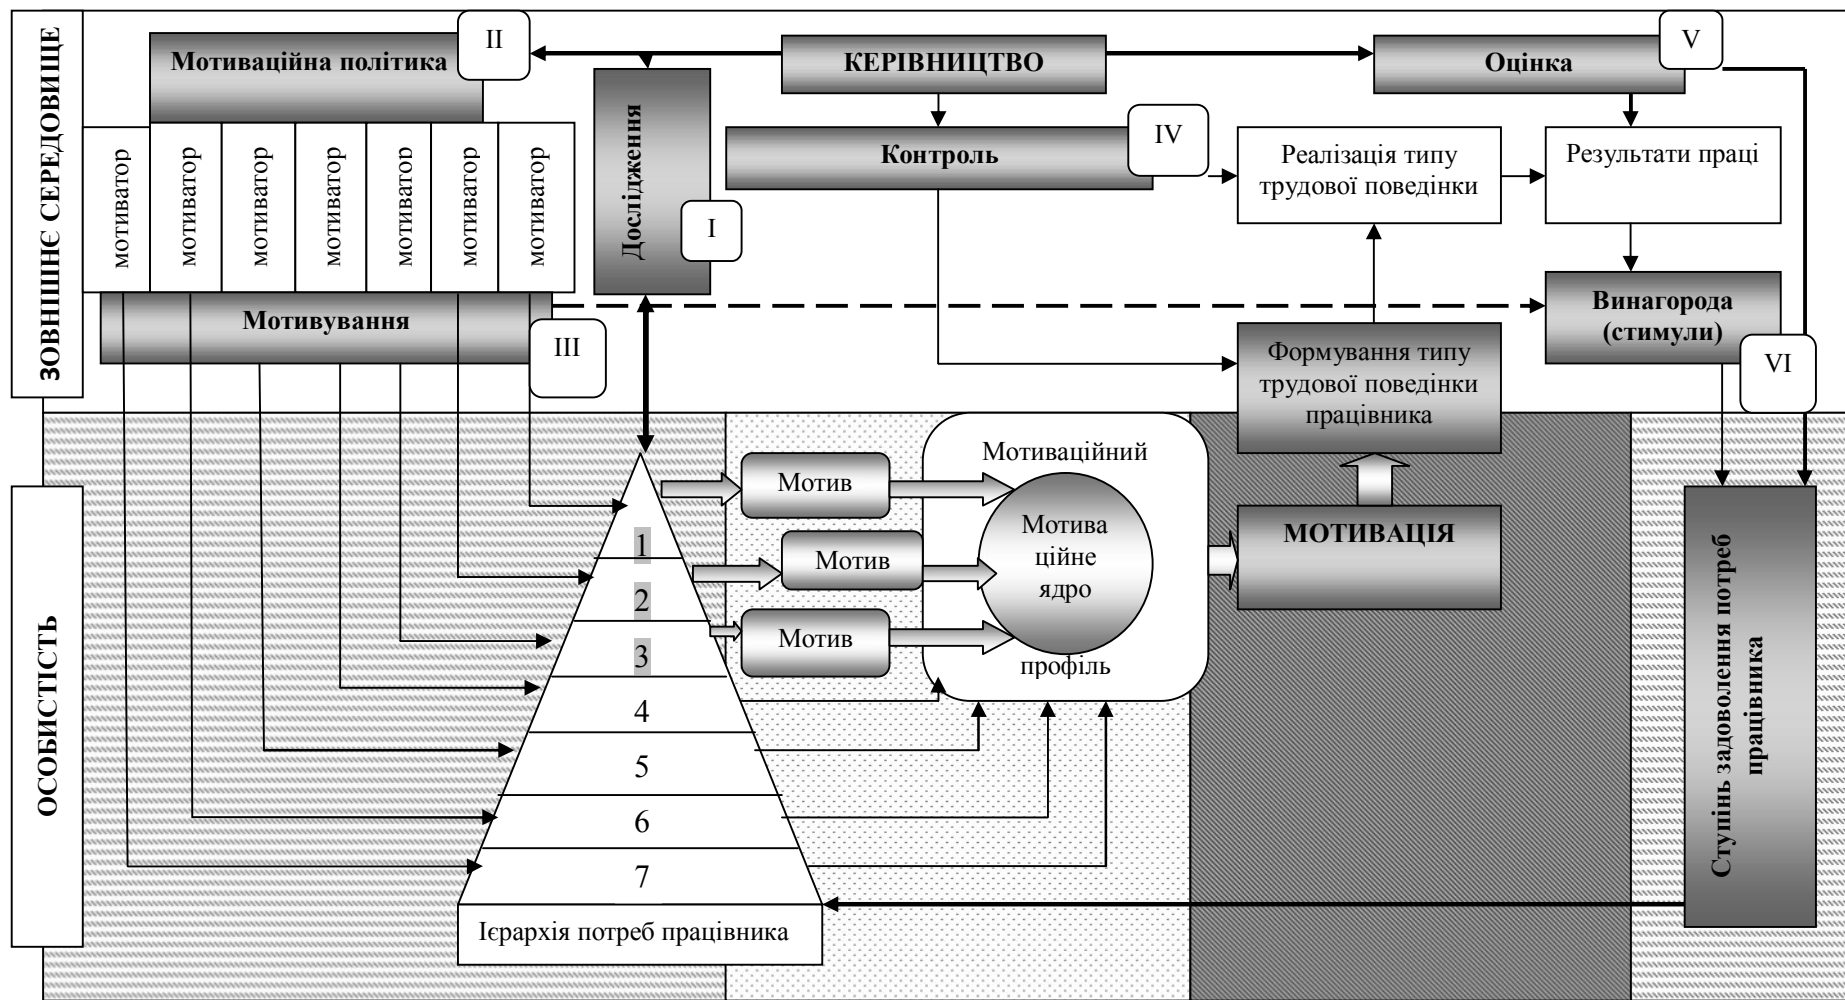 ЗОВНІШНЄ СЕРЕДОВИЩЕ
Мотиваційна політика
II
КЕРІВНИЦТВО
Оцінка
V
мотиватор
мотиватор
мотиватор
мотиватор
мотиватор
мотиватор
мотиватор
Дослідження
I
Контроль
IV
Реалізація типу
трудової поведінки
Результати праці
Мотивування
III
Винагорода
(стимули)
VI
Формування типу
трудової поведінки
працівника
ОСОБИСТІСТЬ
1
2
3
4
5
6
7
Ієрархія потреб працівника
Мотив
Мотив
Мотив
Мотиваційний
Мотива
ційне
ядро
профіль
МОТИВАЦІЯ
Ступінь задоволення потреб
працівника